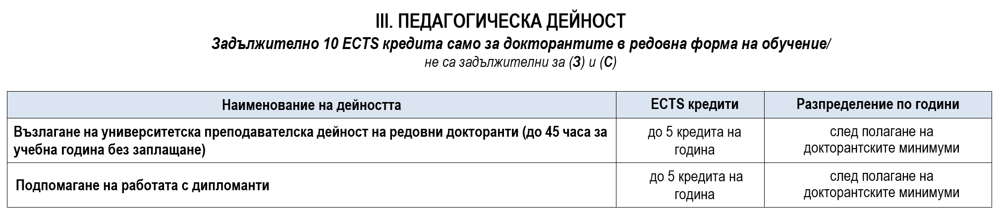 III. ПЕДАГОГИЧЕСКА ДЕЙНОСТ
Задължително 10 ECTS кредита само за докторантите в редовна форма на обучение/
не са задължителни за (З) и (С)
Наименование на дейността
ECTS кредити
Разпределение по години
Възлагане на университетска преподавателска дейност на редовни докторанти (до 45 часа за
учебна година без заплащане)
до 5 кредита на
година
след полагане на
докторантските минимуми
Подпомагане на работата с дипломанти
до 5 кредита на
година
след полагане на
докторантските минимуми